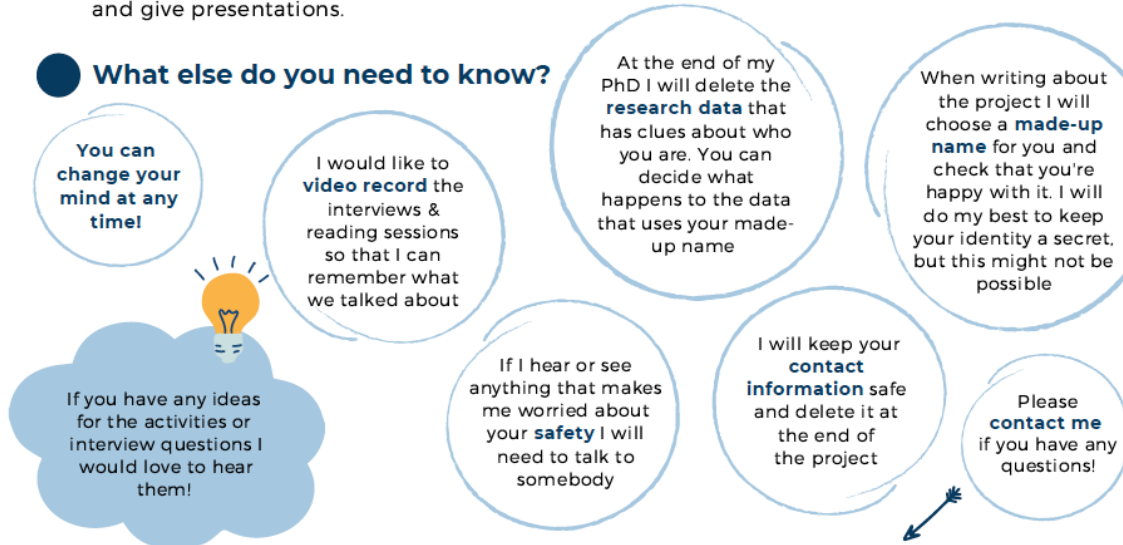 and give presentations.
What else do you need to know?
You can
change your
mind at any
time!
I would like to
video record the
interviews &
reading sessions
so that I can
remember what
we talked about
At the end of my
PhD I will delete the
research data that
has clues about who
you are. You can
decide what
happens to the data
that uses your made-
up name
When writing about
the project I will
choose a made-up
name for you and
check that you're
happy with it. I will
do my best to keep
your identity a secret,
but this might not be
possible
If you have any ideas
for the activities or
interview questions I
would love to hear
them!
If I hear or see
anything that makes
me worried about
your safety I will
need to talk to
somebody
I will keep your
contact
information safe
and delete it at
the end of
the project
Please
contact me
if you have any
questions!